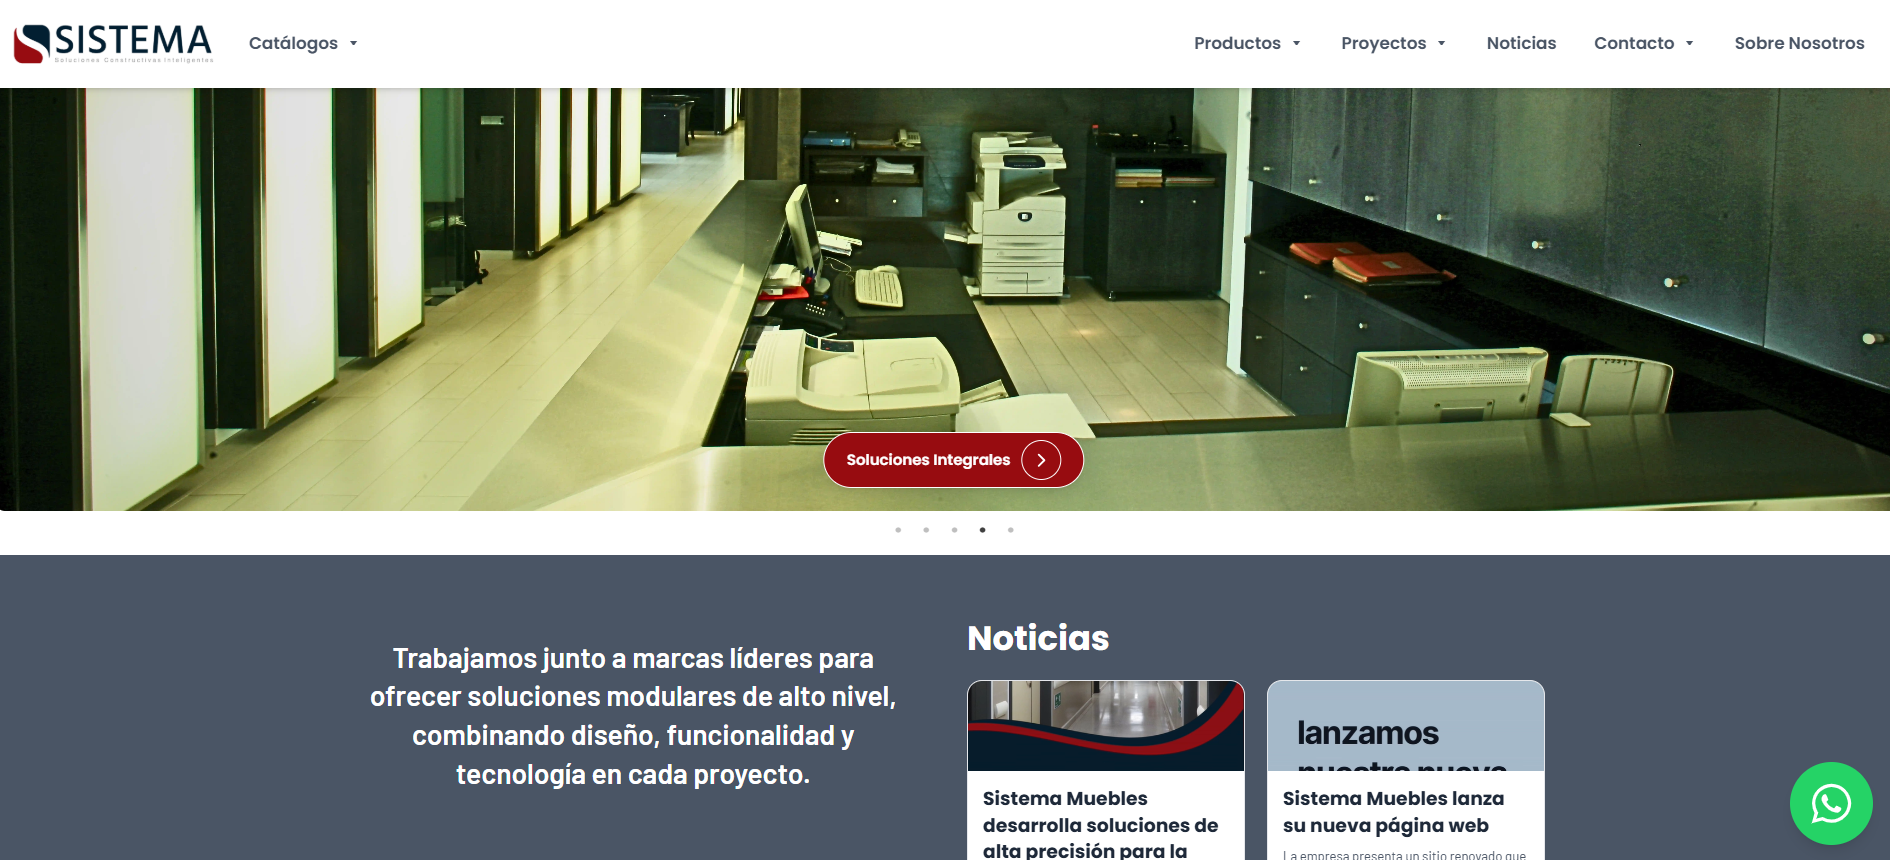 SISTEMA
Soluciones Constructivas Inteligentes
Catálogos
Productos
Proyectos
Noticias
Contacto
Sobre Nosotros
Soluciones Integrales
Trabajamos junto a marcas líderes para
ofrecer soluciones modulares de alto nivel,
combinando diseño, funcionalidad y
tecnología en cada proyecto.
Noticias
Sistema Muebles
desarrolla soluciones de
alta precisión para la
lanzamos
nuestra nueva
Sistema Muebles lanza
su nueva página web
La empresa presenta un sitio renovado que